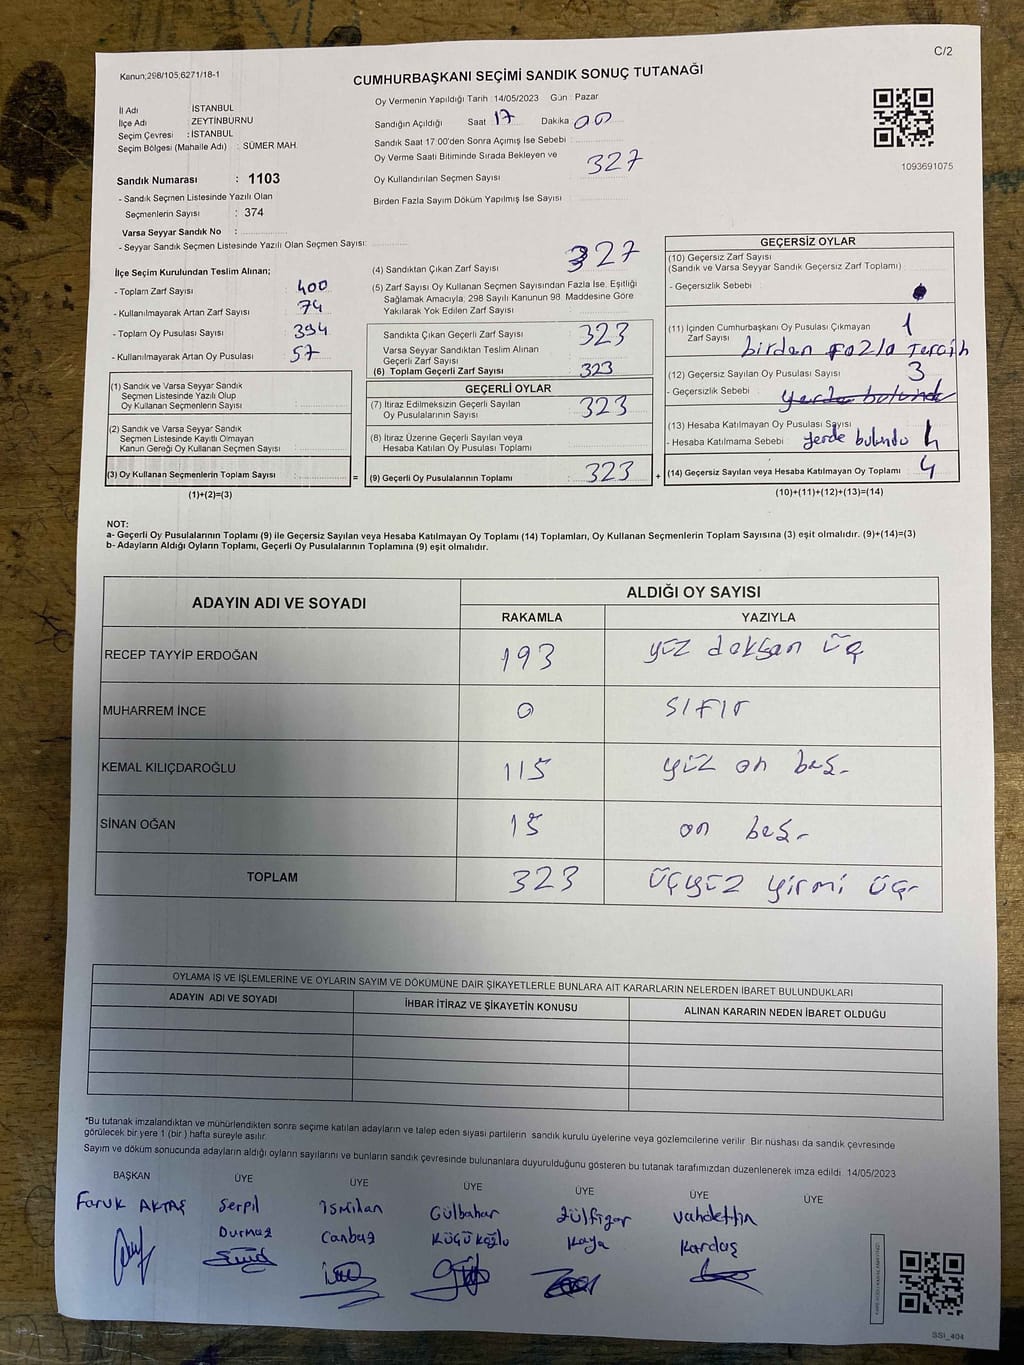 C/2
Kanun;298/105,6271/18-1
CUMHURBAŞKANI SEÇİMİ SANDIK SONUÇ TUTANAĞI
İl Adı : İSTANBUL
İlçe Adı : ZEYTİNBURNU
Seçim Çevresi : İSTANBUL
Seçim Bölgesi (Mahalle Adı) : SÜMER MAH.
Sandık Numarası : 1103
- Sandık Seçmen Listesinde Yazılı Olan
Seçmenlerin Sayısı : 374
Varsa Seyyar Sandık No :
- Seyyar Sandık Seçmen Listesinde Yazılı Olan Seçmen Sayısı:
Oy Vermenin Yapıldığı Tarih : 14/05/2023 Gün : Pazar
Sandığın Açıldığı Saat 17 Dakika 00
Sandık Saat 17:00'den Sonra Açımış İse Sebebi :
Oy Verme Saati Bitiminde Sırada Bekleyen ve
Oy Kullandırılan Seçmen Sayısı : 327
Birden Fazla Sayım Döküm Yapılmış İse Sayısı :
1093691075
İlçe Seçim Kurulundan Teslim Alınan;
- Toplam Zarf Sayısı : 400
- Kullanılmayarak Artan Zarf Sayısı : 74
- Toplam Oy Pusulası Sayısı : 394
- Kullanılmayarak Artan Oy Pusulası : 57
(1) Sandık ve Varsa Seyyar Sandık
Seçmen Listesinde Yazılı Olup
Oy Kullanan Seçmenlerin Sayısı :
(2) Sandık ve Varsa Seyyar Sandık
Seçmen Listesinde Kayıtlı Olmayan
Kanun Gereği Oy Kullanan Seçmen Sayısı :
(3) Oy Kullanan Seçmenlerin Toplam Sayısı :
=
(1)+(2)=(3)
(4) Sandıktan Çıkan Zarf Sayısı : 327
(5) Zarf Sayısı Oy Kullanan Seçmen Sayısından Fazla İse, Eşitliği
Sağlamak Amacıyla; 298 Sayılı Kanunun 98. Maddesine Göre
Yakılarak Yok Edilen Zarf Sayısı :
Sandıkta Çıkan Geçerli Zarf Sayısı : 323
Varsa Seyyar Sandıktan Teslim Alınan
Geçerli Zarf Sayısı :
(6) Toplam Geçerli Zarf Sayısı : 323
GEÇERLİ OYLAR
(7) İtiraz Edilmeksizin Geçerli Sayılan
Oy Pusulalarının Sayısı : 323
(8) İtiraz Üzerine Geçerli Sayılan veya
Hesaba Katılan Oy Pusulası Toplamı :
(9) Geçerli Oy Pusulalarının Toplamı : 323
+
GEÇERSİZ OYLAR
(10) Geçersiz Zarf Sayısı
(Sandık ve Varsa Seyyar Sandık Geçersiz Zarf Toplamı) :
- Geçersizlik Sebebi :
(11) İçinden Cumhurbaşkanı Oy Pusulası Çıkmayan
Zarf Sayısı : 1
birden Fazla Tercih
(12) Geçersiz Sayılan Oy Pusulası Sayısı : 3
- Geçersizlik Sebebi : yerde bulundu
(13) Hesaba Katılmayan Oy Pusulası Sayısı :
- Hesaba Katılmama Sebebi : yerde bulundu
(14) Geçersiz Sayılan veya Hesaba Katılmayan Oy Toplamı : 4
(10)+(11)+(12)+(13)=(14)
NOT:
a- Geçerli Oy Pusulalarının Toplamı (9) ile Geçersiz Sayılan veya Hesaba Katılmayan Oy Toplamı (14) Toplamları, Oy Kullanan Seçmenlerin Toplam Sayısına (3) eşit olmalıdır. (9)+(14)=(3)
b- Adayların Aldığı Oyların Toplamı, Geçerli Oy Pusulalarının Toplamına (9) eşit olmalıdır.
ADAYIN ADI VE SOYADI
ALDIĞI OY SAYISI
RAKAMLA YAZIYLA
RECEP TAYYİP ERDOĞAN 193 yüz doksan üç
MUHARREM İNCE 0 sıfır
KEMAL KILIÇDAROĞLU 115 yüz on beş
SİNAN OĞAN 15 on beş
TOPLAM 323 üçyüz yirmi üç
OYLAMA İŞ VE İŞLEMLERİNE VE OYLARIN SAYIM VE DÖKÜMÜNE DAİR ŞİKAYETLERLE BUNLARA AİT KARARLARIN NELERDEN İBARET BULUNDUKLARI
ADAYIN ADI VE SOYADI İHBAR İTİRAZ VE ŞİKAYETİN KONUSU ALINAN KARARIN NEDEN İBARET OLDUĞU
*Bu tutanak imzalandıktan ve mühürlendikten sonra seçime katılan adayların ve talep eden siyasi partilerin sandık kurulu üyelerine veya gözlemcilerine verilir. Bir nüshası da sandık çevresinde
görülecek bir yere 1 (bir ) hafta süreyle asılır.
Sayım ve döküm sonucunda adayların aldığı oyların sayılarını ve bunların sandık çevresinde bulunanlara duyurulduğunu gösteren bu tutanak tarafımızdan düzenlenerek imza edildi. 14/05/2023
BAŞKAN ÜYE ÜYE ÜYE ÜYE ÜYE ÜYE
Faruk AKTAŞ Serpil ismihan Gülbahar Zülfigar Vahdettin
Durmaz Canbaz Küçükoğlu Kaya Kardaş
SSI_404